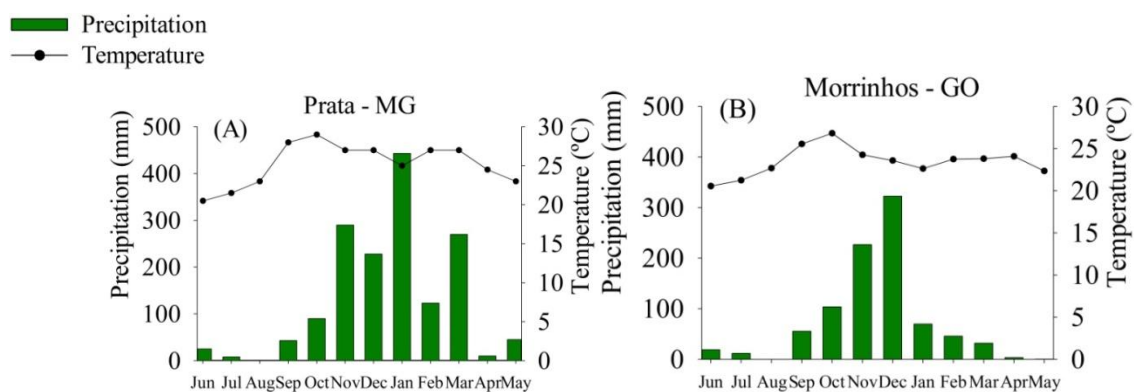 Precipitation
Temperature
Prata - MG
(A)
Precipitation (mm)
500
400
300
200
100
0
30
25
20
15
10
5
0
Temperature (ºC)
Jun Jul Aug Sep Oct Nov Dec Jan Feb Mar Apr May
Morrinhos - GO
(B)
Precipitation (mm)
500
400
300
200
100
0
30
25
20
15
10
5
0
Temperature (ºC)
Jun Jul Aug Sep Oct Nov Dec Jan Feb Mar Apr May